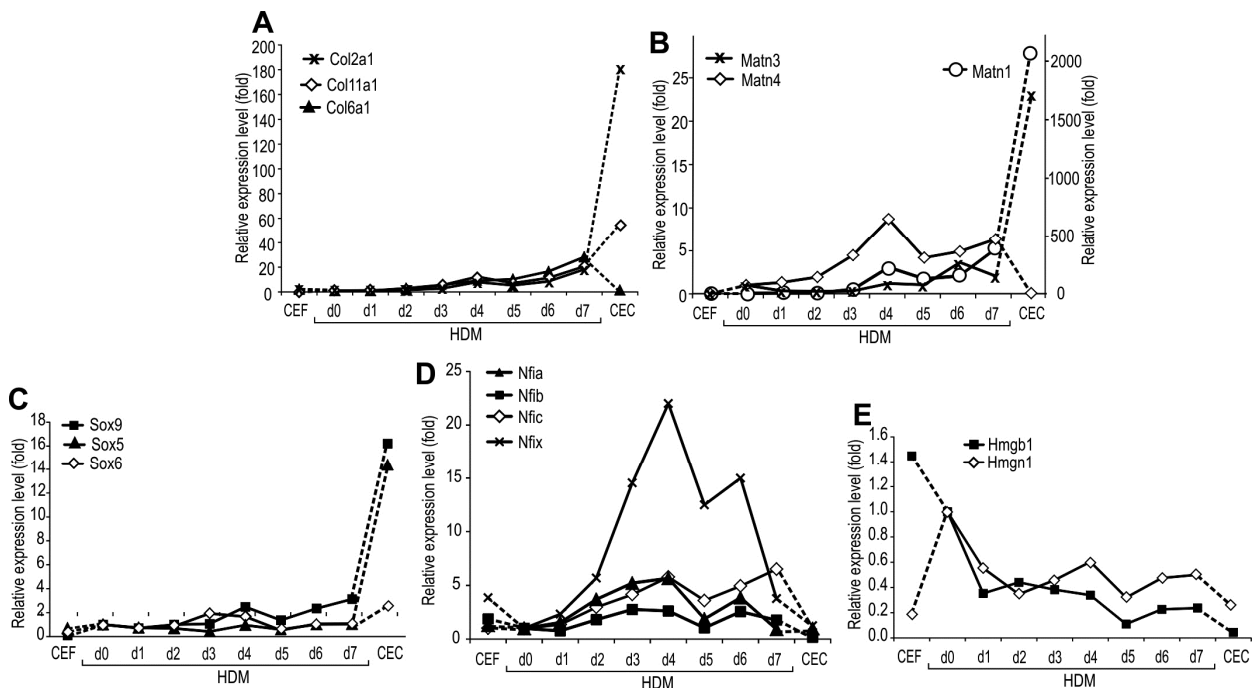 A
Relative expression level (fold)
200
180
160
140
120
100
80
60
40
20
0
Col2a1
Col11a1
Col6a1
CEF d0 d1 d2 d3 d4 d5 d6 d7 CEC
HDM
B
Relative expression level (fold)
25
20
15
10
5
0
Matn3
Matn4
Matn1
2000
1500
1000
500
0
Relative expression level (fold)
CEF d0 d1 d2 d3 d4 d5 d6 d7 CEC
HDM
C
Relative expression level (fold)
18
16
14
12
10
8
6
4
2
0
Sox9
Sox5
Sox6
CEF d0 d1 d2 d3 d4 d5 d6 d7 CEC
HDM
D
Relative expression level (fold)
25
20
15
10
5
0
Nfia
Nfib
Nfic
Nfix
CEF d0 d1 d2 d3 d4 d5 d6 d7 CEC
HDM
E
Relative expression level (fold)
1.6
1.4
1.2
1.0
0.8
0.6
0.4
0.2
0.0
Hmgb1
Hmgn1
CEF d0 d1 d2 d3 d4 d5 d6 d7 CEC
HDM